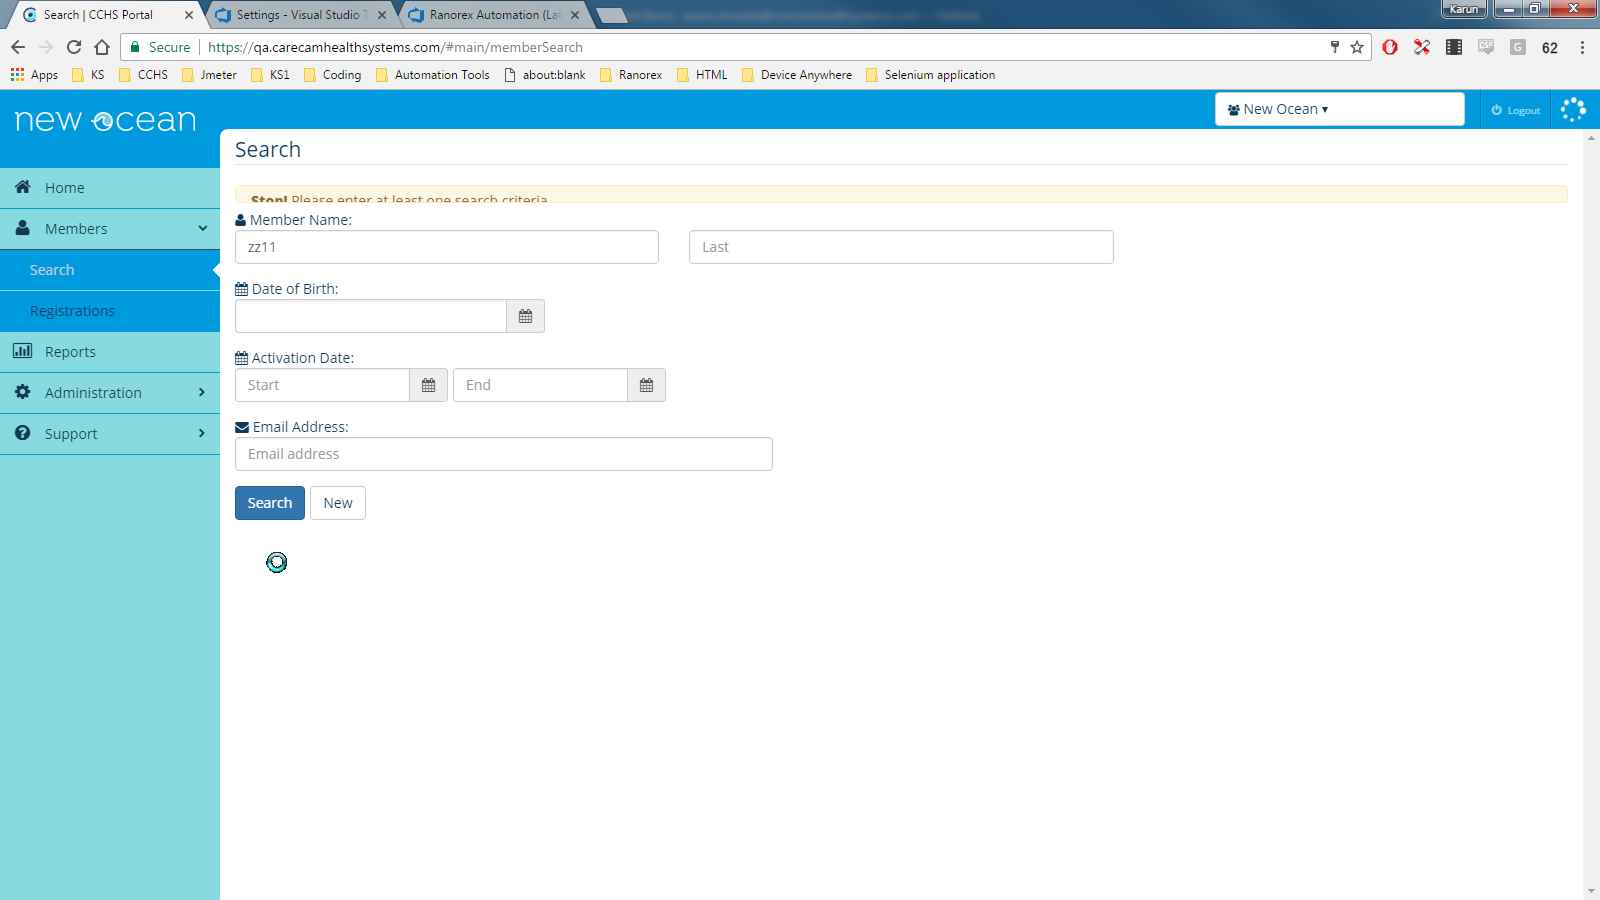 Search | CCHS Portal
Settings - Visual Studio T
Ranorex Automation (La
Karun
Secure
https://qa.carecamhealthsystems.com/#main/memberSearch
62
Apps
KS
CCHS
Jmeter
KS1
Coding
Automation Tools
about:blank
Ranorex
HTML
Device Anywhere
Selenium application
new ocean
New Ocean
Logout
Home
Members
Search
Registrations
Reports
Administration
Support
Search
Stop! Please enter at least one search criteria
Member Name:
zz11
Last
Date of Birth:
Activation Date:
Start
End
Email Address:
Email address
Search
New